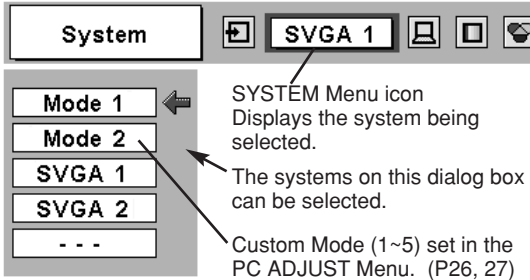 System
SVGA 1
Mode 1
Mode 2
SVGA 1
SVGA 2
- - -
SYSTEM Menu icon
Displays the system being
selected.
The systems on this dialog box
can be selected.
Custom Mode (1~5) set in the
PC ADJUST Menu. (P26, 27)